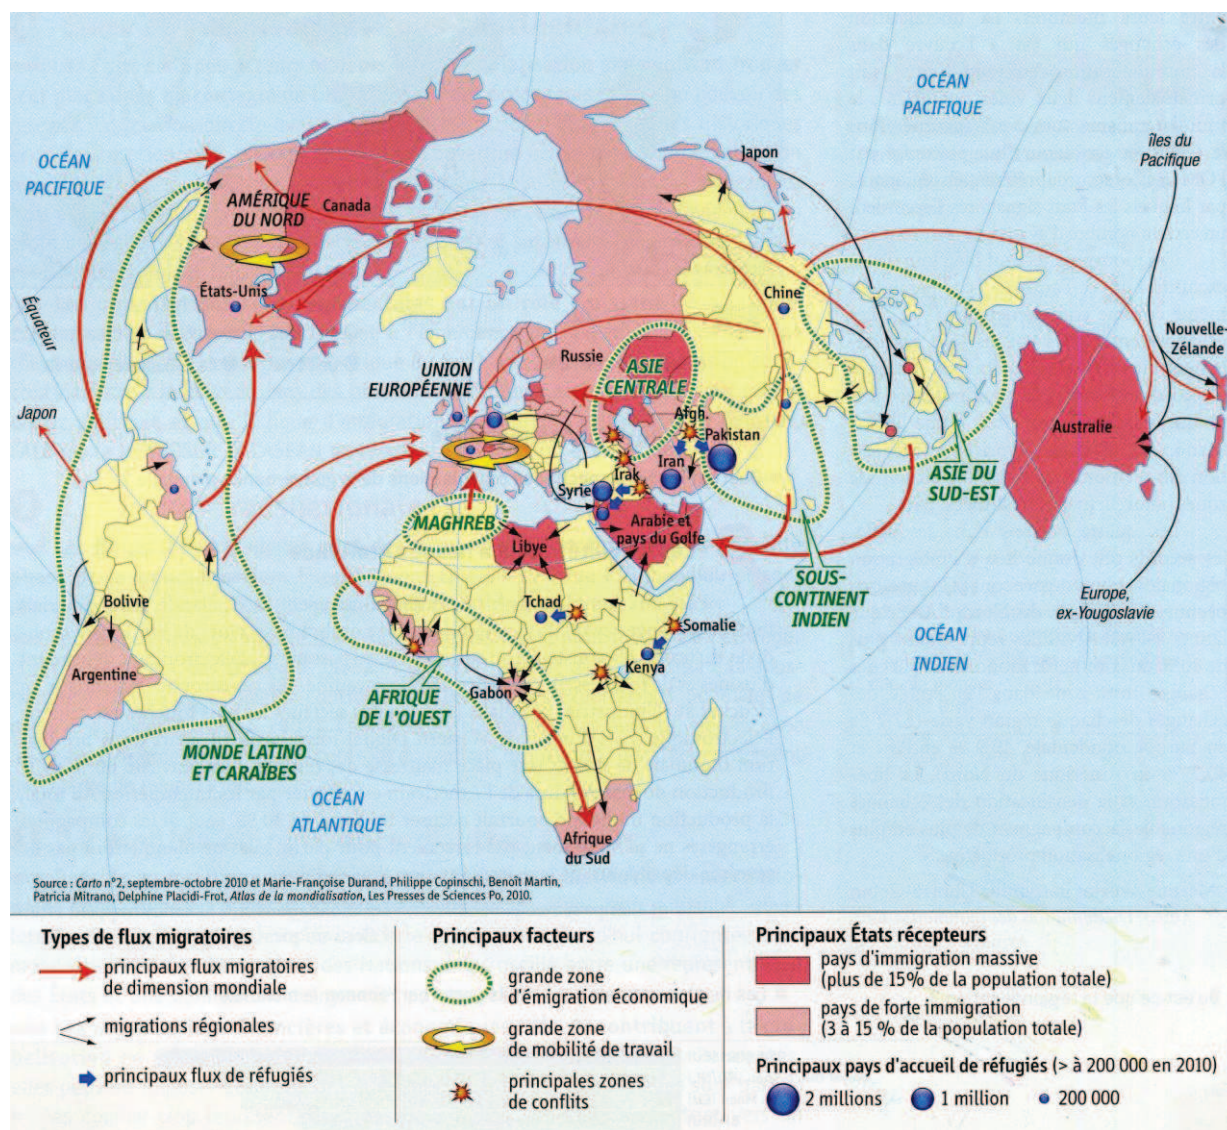 OCÉAN
PACIFIQUE
OCÉAN
PACIFIQUE
îles du
Pacifique
Japon
AMÉRIQUE
DU NORD
Canada
États-Unis
Équateur
Chine
Nouvelle-
Zélande
Russie
UNION
EUROPÉENNE
ASIE
CENTRALE
Japon
Afgh.
Pakistan
Australie
Iran
Irak
Syrie
ASIE DU
SUD-EST
MAGHREB
Libye
Arabie et
pays du Golfe
SOUS-
CONTINENT
INDIEN
Europe,
ex-Yougoslavie
Bolivie
Tchad
Somalie
OCÉAN
INDIEN
Kenya
Argentine
Gabon
AFRIQUE
DE L'OUEST
MONDE LATINO
ET CARAÏBES
OCÉAN
ATLANTIQUE
Afrique
du Sud
Source : Carto n°2, septembre-octobre 2010 et Marie-Françoise Durand, Philippe Copinschi, Benoît Martin,
Patricia Mitrano, Delphine Placidi-Frot, Atlas de la mondialisation, Les Presses de Sciences Po, 2010.
Types de flux migratoires
principaux flux migratoires
de dimension mondiale
migrations régionales
principaux flux de réfugiés
Principaux facteurs
grande zone
d'émigration économique
grande zone
de mobilité de travail
principales zones
de conflits
Principaux États récepteurs
pays d'immigration massive
(plus de 15% de la population totale)
pays de forte immigration
(3 à 15 % de la population totale)
Principaux pays d'accueil de réfugiés (> à 200 000 en 2010)
2 millions
1 million
200 000